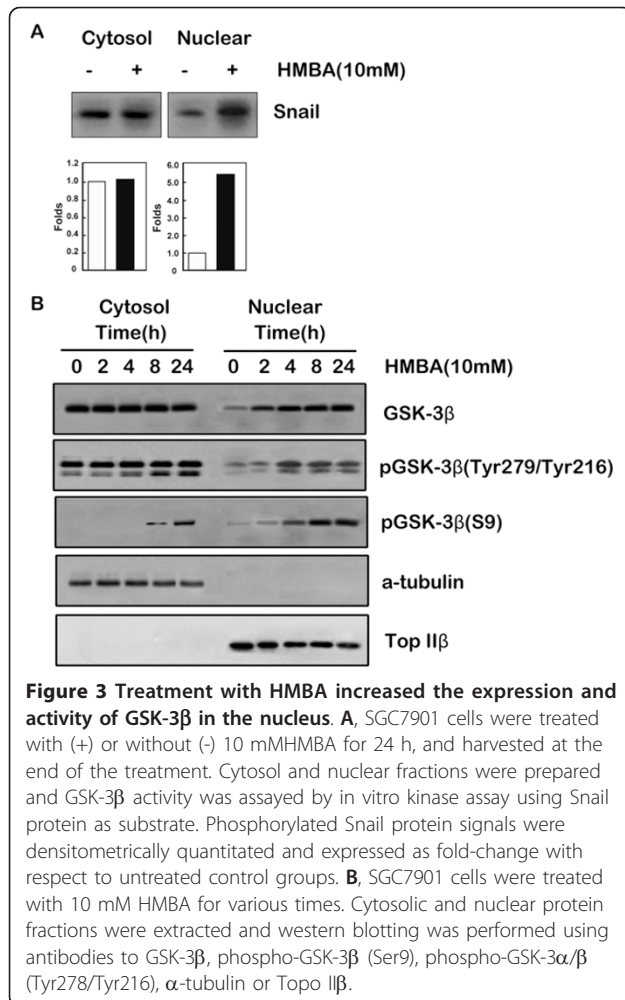 A
Cytosol Nuclear
- + - + HMBA(10mM)
Snail
1.2
1.0
0.8
0.6
0.4
0.2
0
Folds
6.0
5.0
4.0
3.0
2.0
1.0
0
Folds
B
Cytosol Nuclear
Time(h) Time(h)
0 2 4 8 24 0 2 4 8 24 HMBA(10mM)
GSK-3β
pGSK-3β(Tyr279/Tyr216)
pGSK-3β(S9)
a-tubulin
Top IIβ
Figure 3 Treatment with HMBA increased the expression and
activity of GSK-3β in the nucleus. A, SGC7901 cells were treated
with (+) or without (-) 10 mMHMBA for 24 h, and harvested at the
end of the treatment. Cytosol and nuclear fractions were prepared
and GSK-3β activity was assayed by in vitro kinase assay using Snail
protein as substrate. Phosphorylated Snail protein signals were
densitometrically quantitated and expressed as fold-change with
respect to untreated control groups. B, SGC7901 cells were treated
with 10 mM HMBA for various times. Cytosolic and nuclear protein
fractions were extracted and western blotting was performed using
antibodies to GSK-3β, phospho-GSK-3β (Ser9), phospho-GSK-3α/β
(Tyr278/Tyr216), α-tubulin or Topo IIβ.